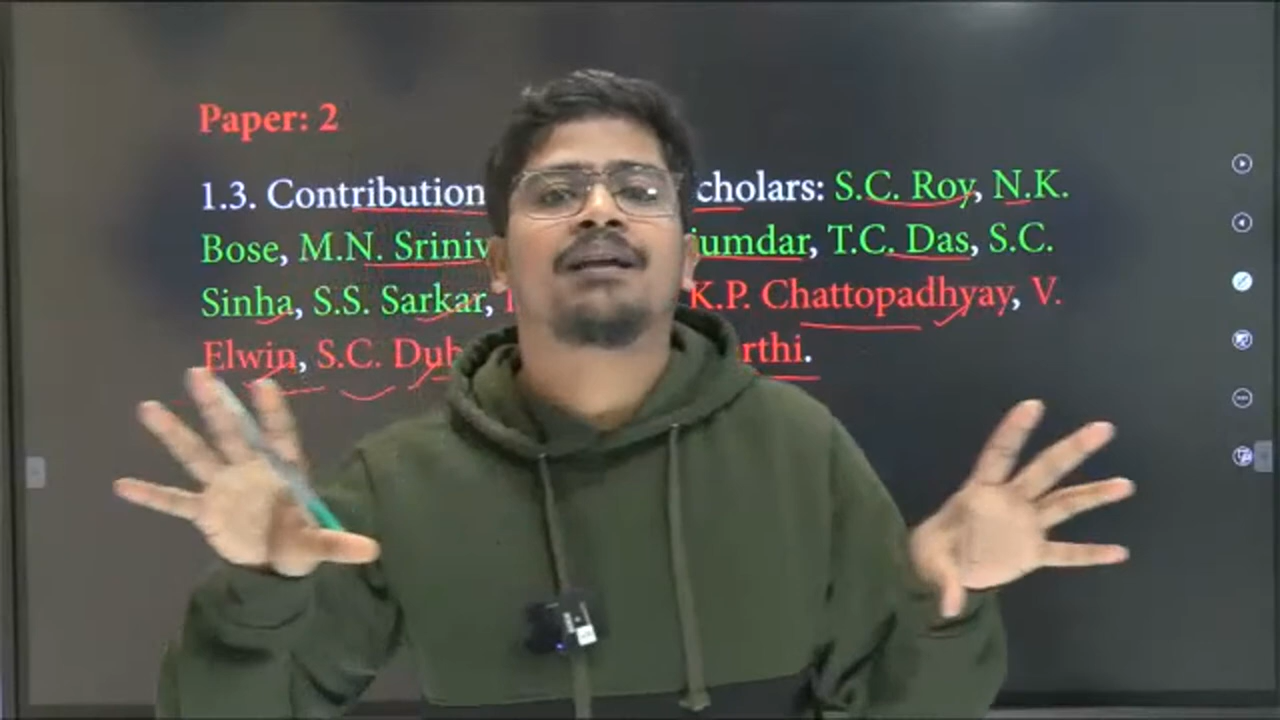 Paper: 2
1.3. Contribution cholars: S.C. Roy, N.K.
Bose, M.N. Sriniv umdar, T.C. Das, S.C.
Sinha, S.S. Sarkar, K.P. Chattopadhyay, V.
Elwin, S.C. Dub rthi.